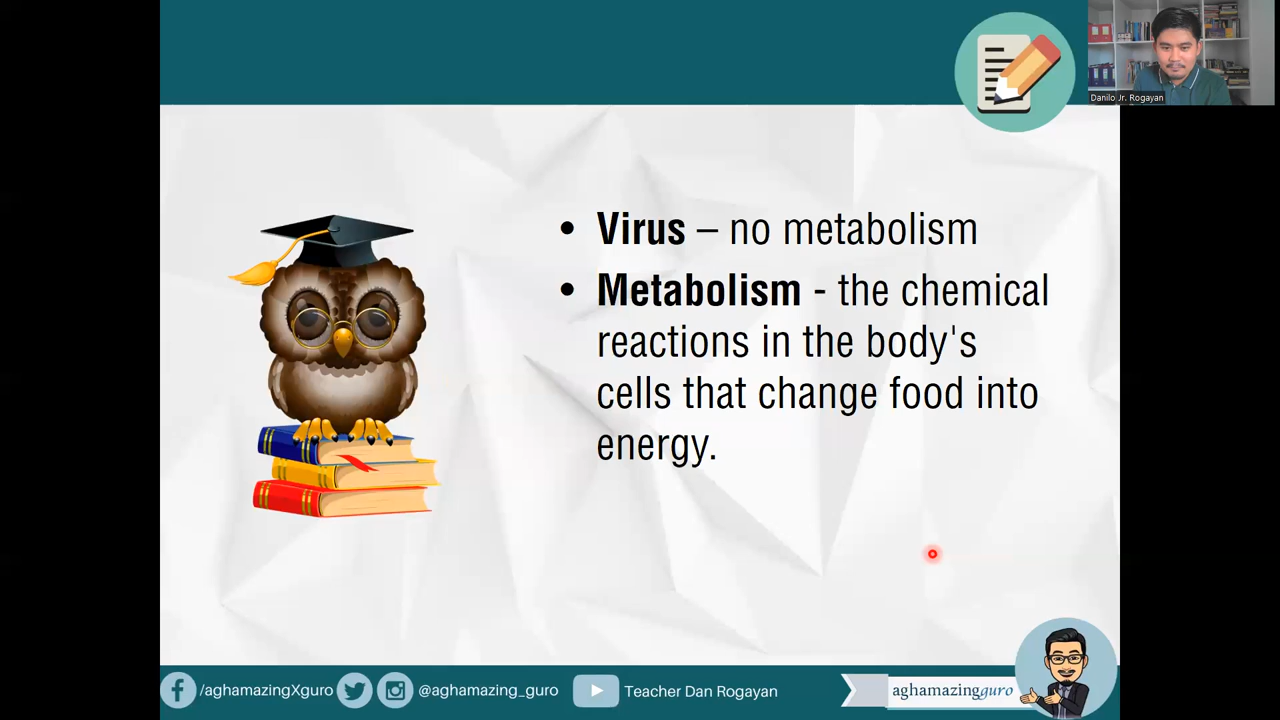 Danilo Jr. Rogayan
• Virus – no metabolism
• Metabolism - the chemical
reactions in the body's
cells that change food into
energy.
/aghamazingXguro
@aghamazing_guro
Teacher Dan Rogayan
aghamazingguro